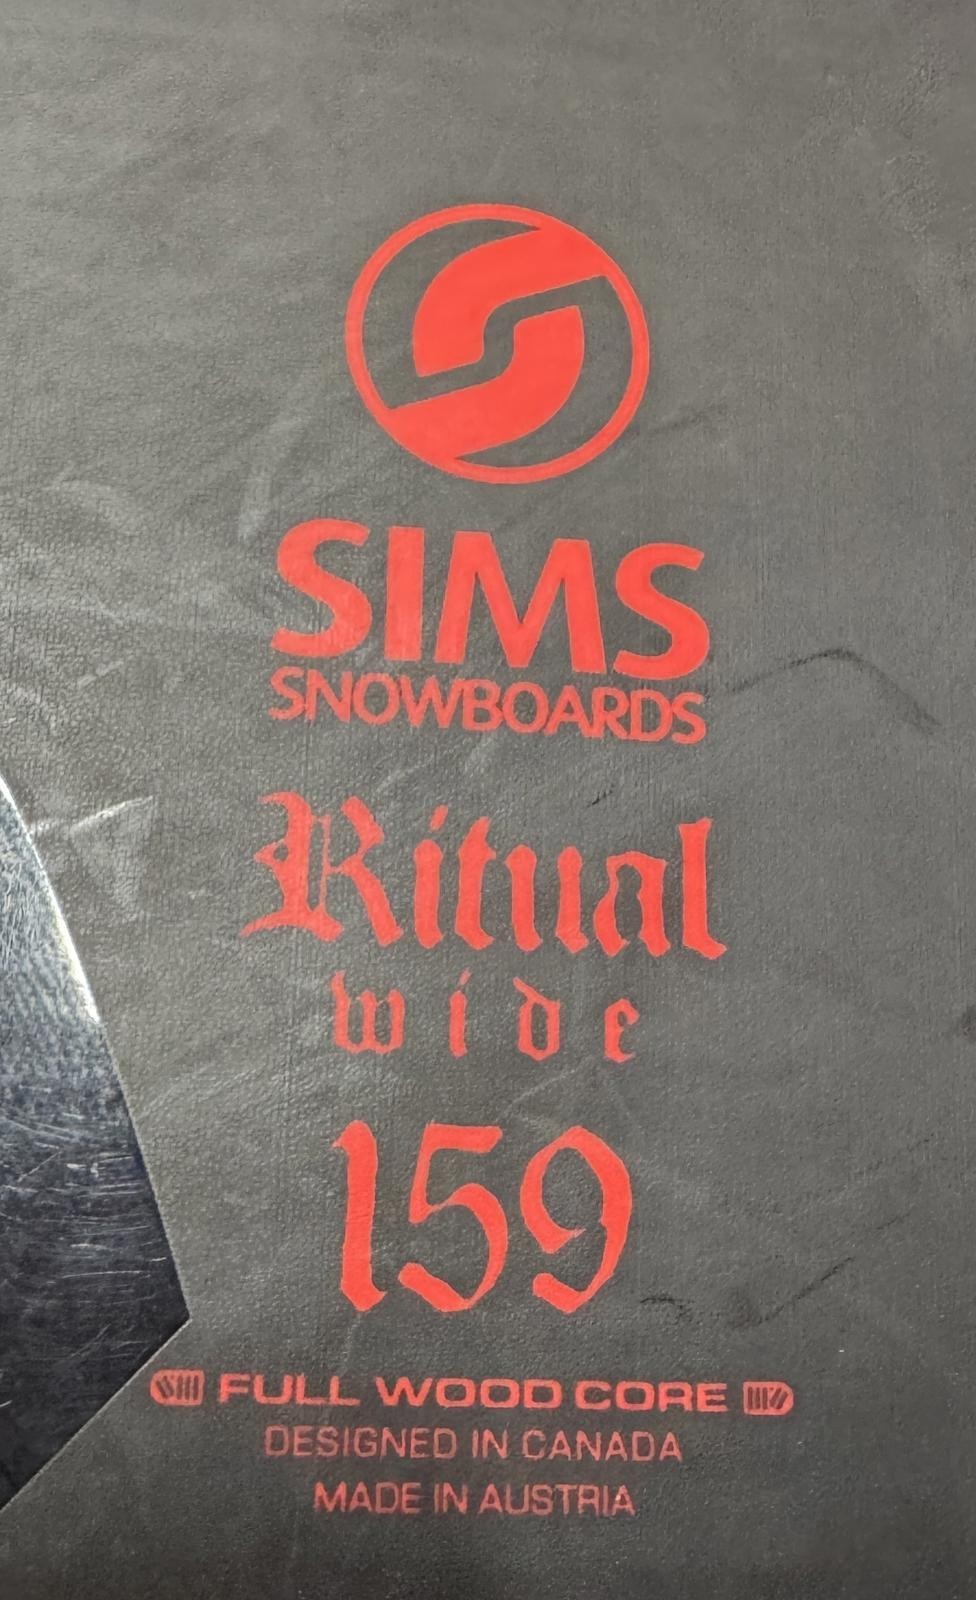 SIMS
SNOWBOARDS
Ritual
wide
159
FULL WOOD CORE
DESIGNED IN CANADA
MADE IN AUSTRIA